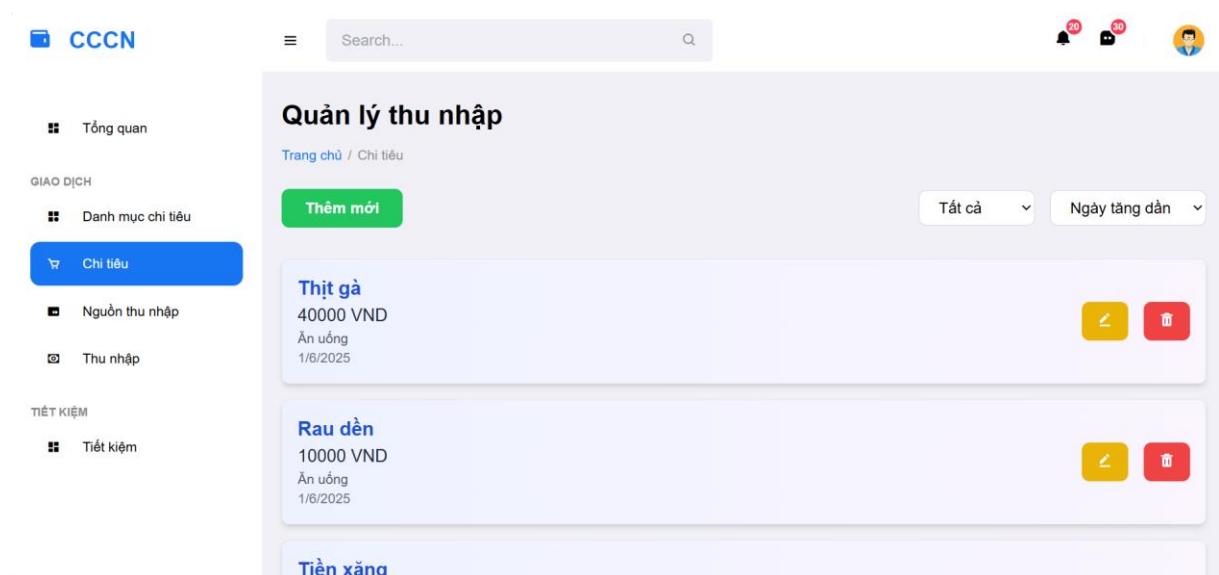 CCCN
Search...
20
30
Tổng quan
GIAO DỊCH
Danh mục chi tiêu
Chi tiêu
Nguồn thu nhập
Thu nhập
TIẾT KIỆM
Tiết kiệm
Quản lý thu nhập
Trang chủ / Chi tiêu
Thêm mới
Tất cả
Ngày tăng dần
Thịt gà
40000 VND
Ăn uống
1/6/2025
Rau dền
10000 VND
Ăn uống
1/6/2025
Tiền xăng